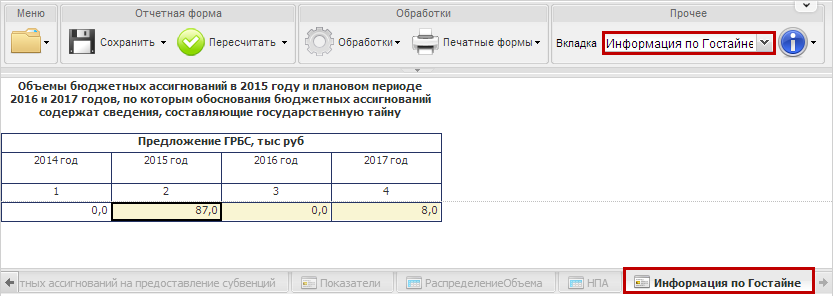 Меню
Отчетная форма
Обработки
Прочее
Сохранить
Пересчитать
Обработки
Печатные формы
Вкладка
Информация по Гостайне
Объемы бюджетных ассигнований в 2015 году и плановом периоде
2016 и 2017 годов, по которым обоснования бюджетных ассигнований
содержат сведения, составляющие государственную тайну
Предложение ГРБС, тыс руб
2014 год 2015 год 2016 год 2017 год
1 2 3 4
0,0 87,0 0,0 8,0
тных ассигнований на предоставление субвенций Показатели РаспределениеОбъема НПА Информация по Гостайне